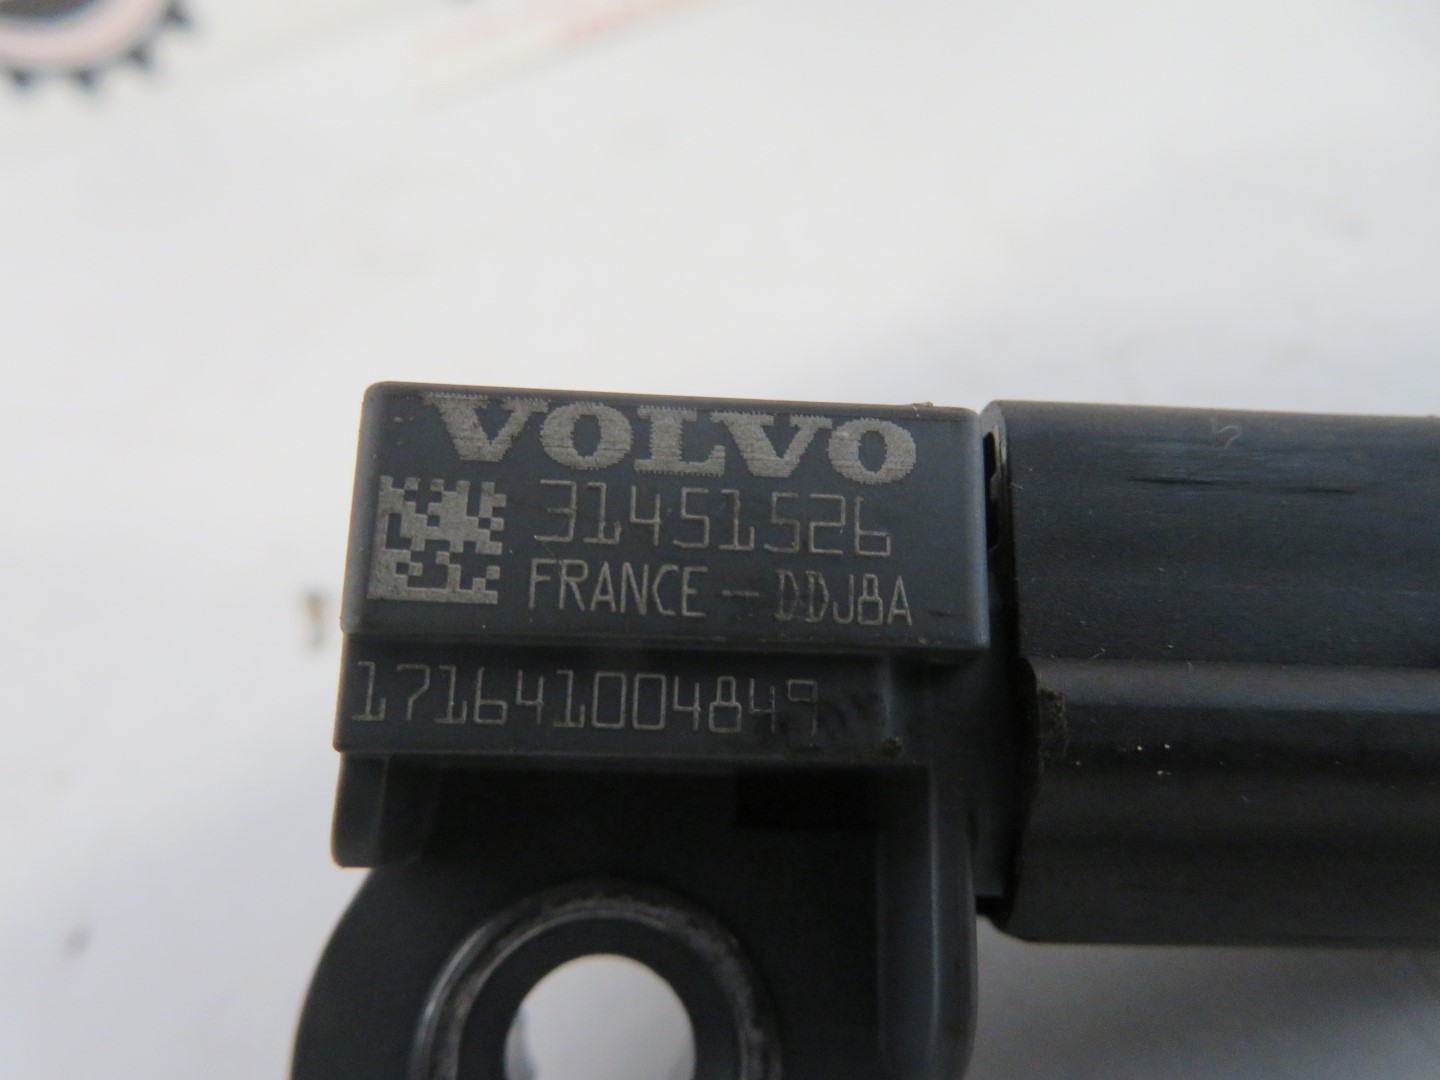 VOLVO
31451526
FRANCE - DDJ8A
171641004849